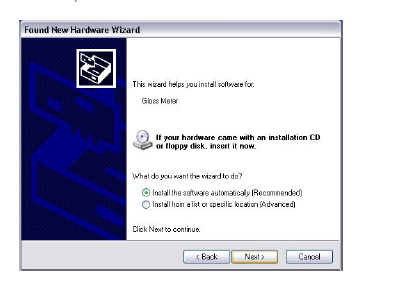 Found New Hardware Wizard
This wizard helps you install software for:
Gloss Meter
If your hardware came with an installation CD
or floppy disk, insert it now.
What do you want the wizard to do?
Install the software automatically (Recommended)
Install from a list or specific location (Advanced)
Click Next to continue.
< Back
Next >
Cancel